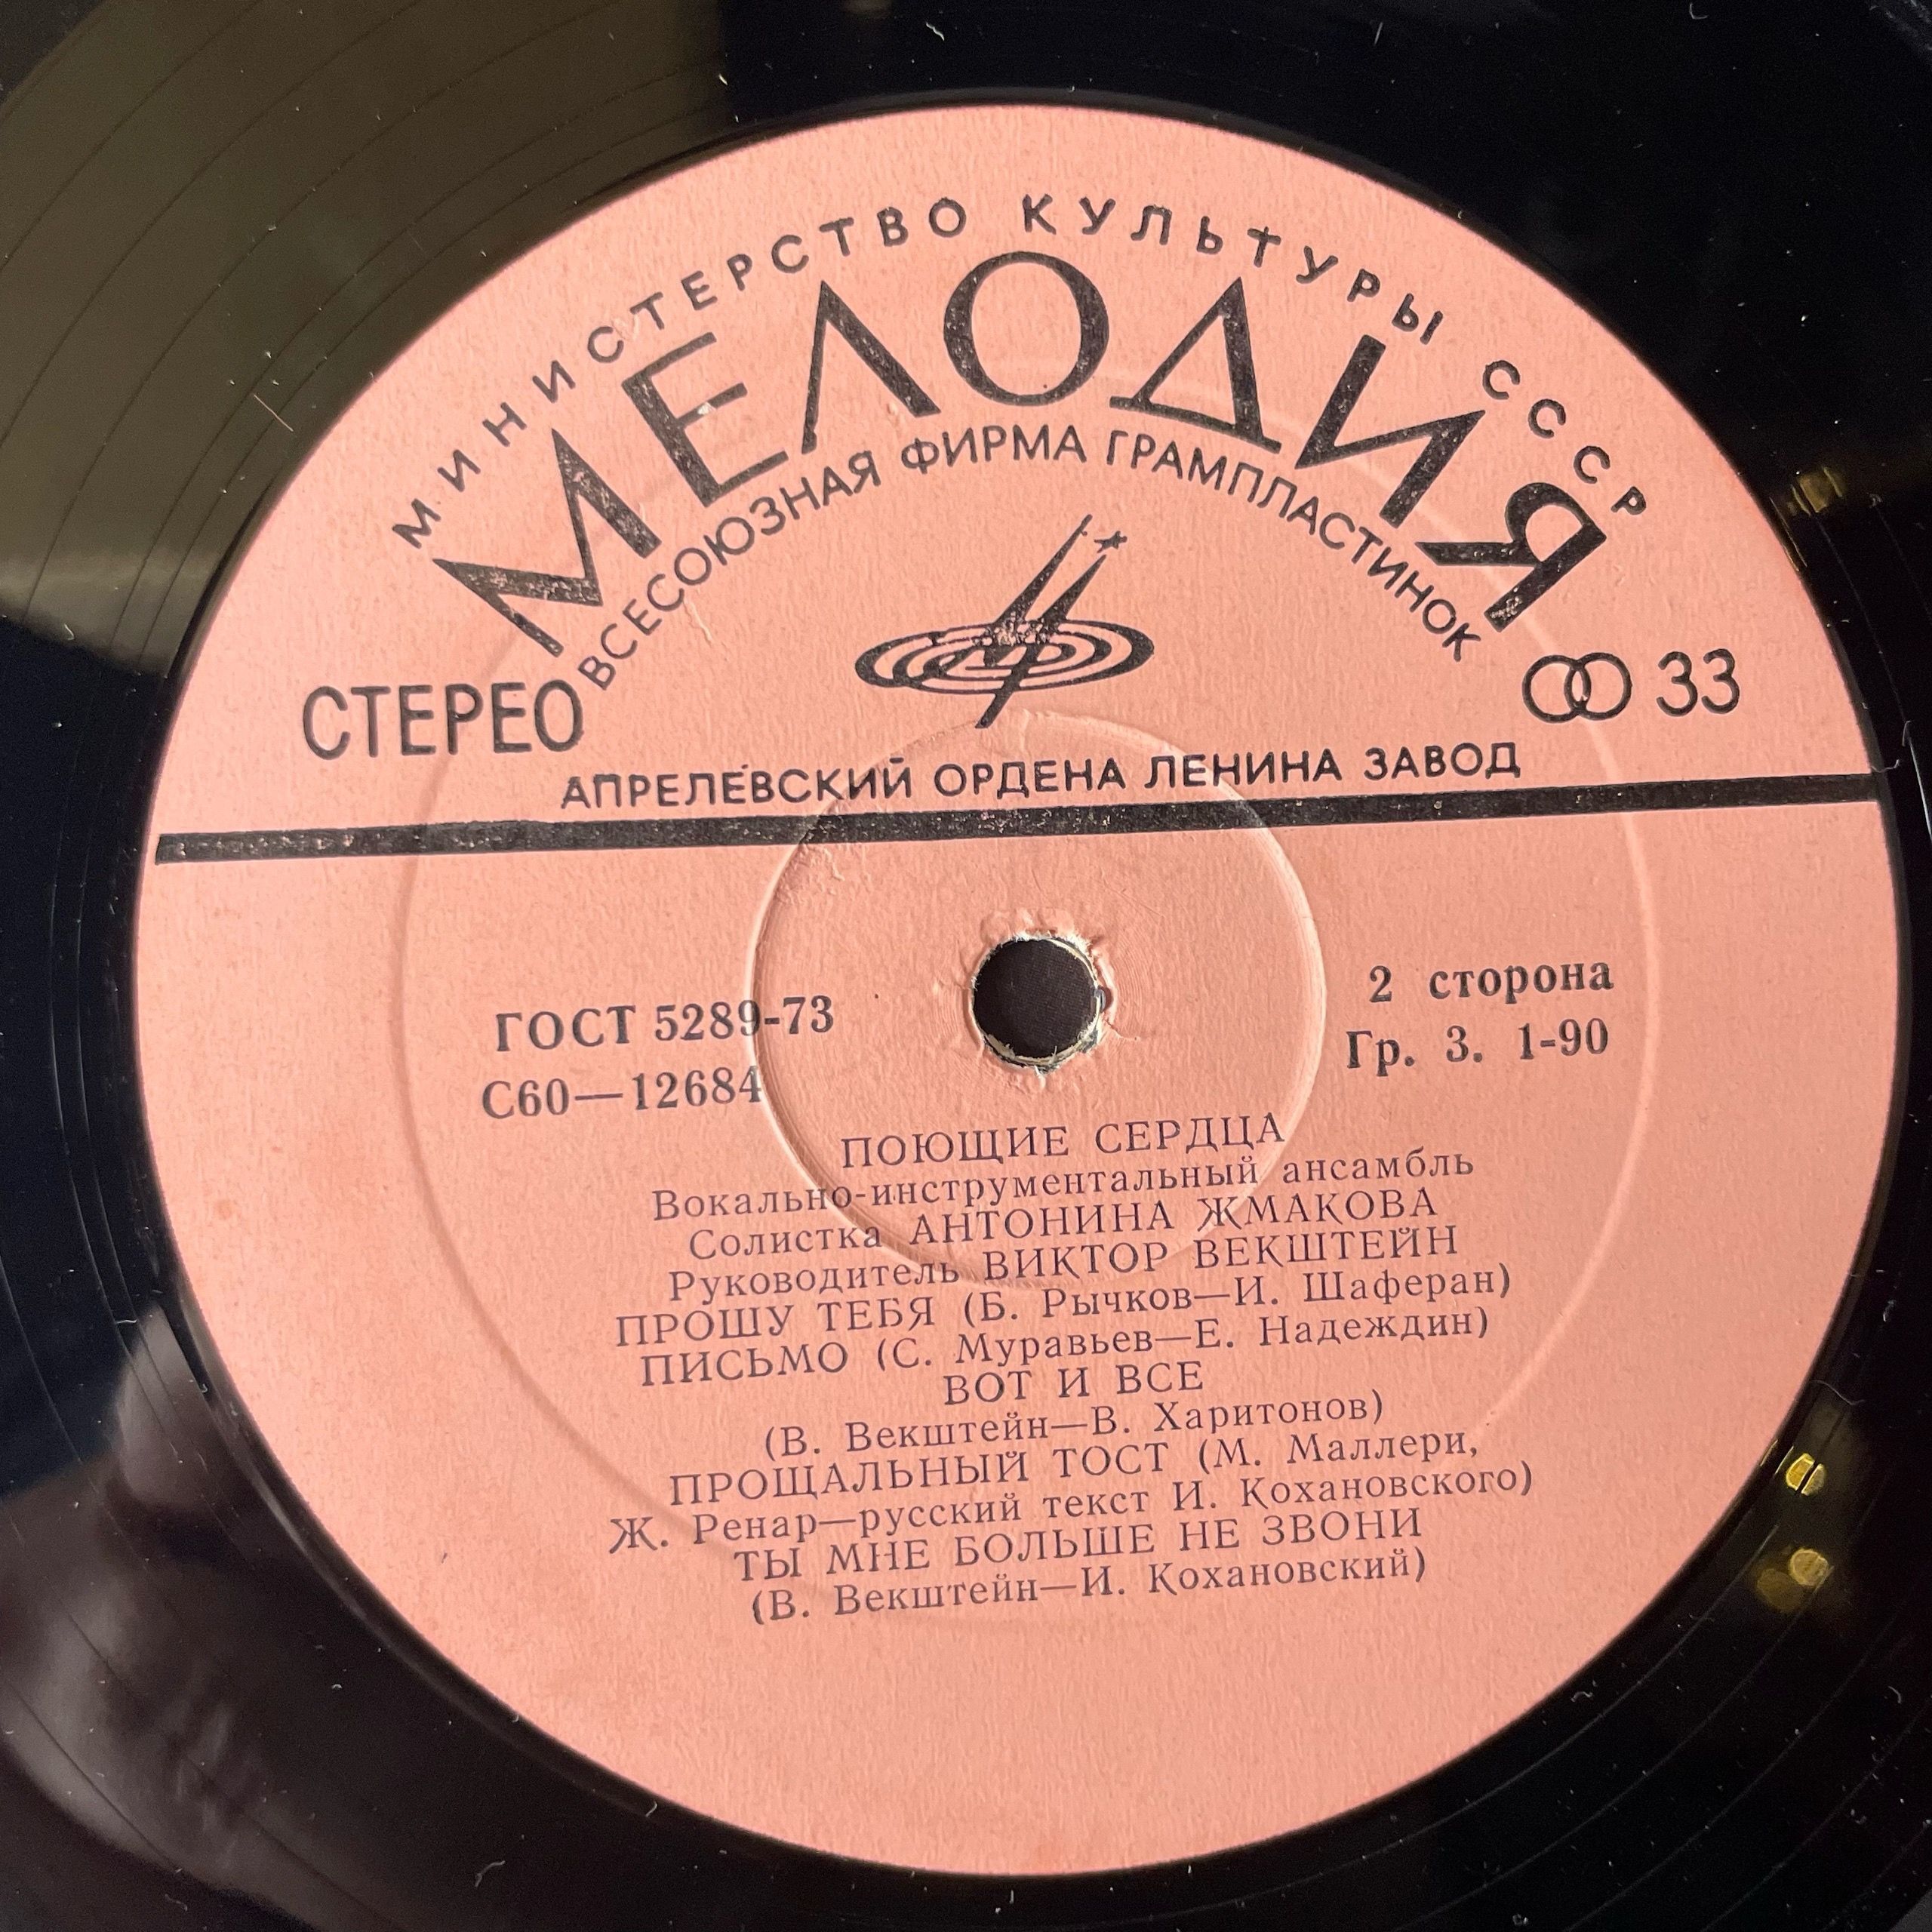 МИНИСТЕРСТВО КУЛЬТУРЫ СССР
МЕЛОДИЯ
ВСЕСОЮЗНАЯ ФИРМА ГРАМПЛАСТИНОК
СТЕРЕО
33
АПРЕЛЕВСКИЙ ОРДЕНА ЛЕНИНА ЗАВОД
ГОСТ 5289-73
С60—12684
2 сторона
Гр. 3. 1-90
ПОЮЩИЕ СЕРДЦА
Вокально-инструментальный ансамбль
Солистка АНТОНИНА ЖМАКОВА
Руководитель ВИКТОР ВЕКШТЕЙН
ПРОШУ ТЕБЯ (Б. Рычков—И. Шаферан)
ПИСЬМО (С. Муравьев—Е. Надеждин)
ВОТ И ВСЕ
(В. Векштейн—В. Харитонов)
ПРОЩАЛЬНЫЙ ТОСТ (М. Маллери,
Ж. Ренар—русский текст И. Кохановского)
ТЫ МНЕ БОЛЬШЕ НЕ ЗВОНИ
(В. Векштейн—И. Кохановский)